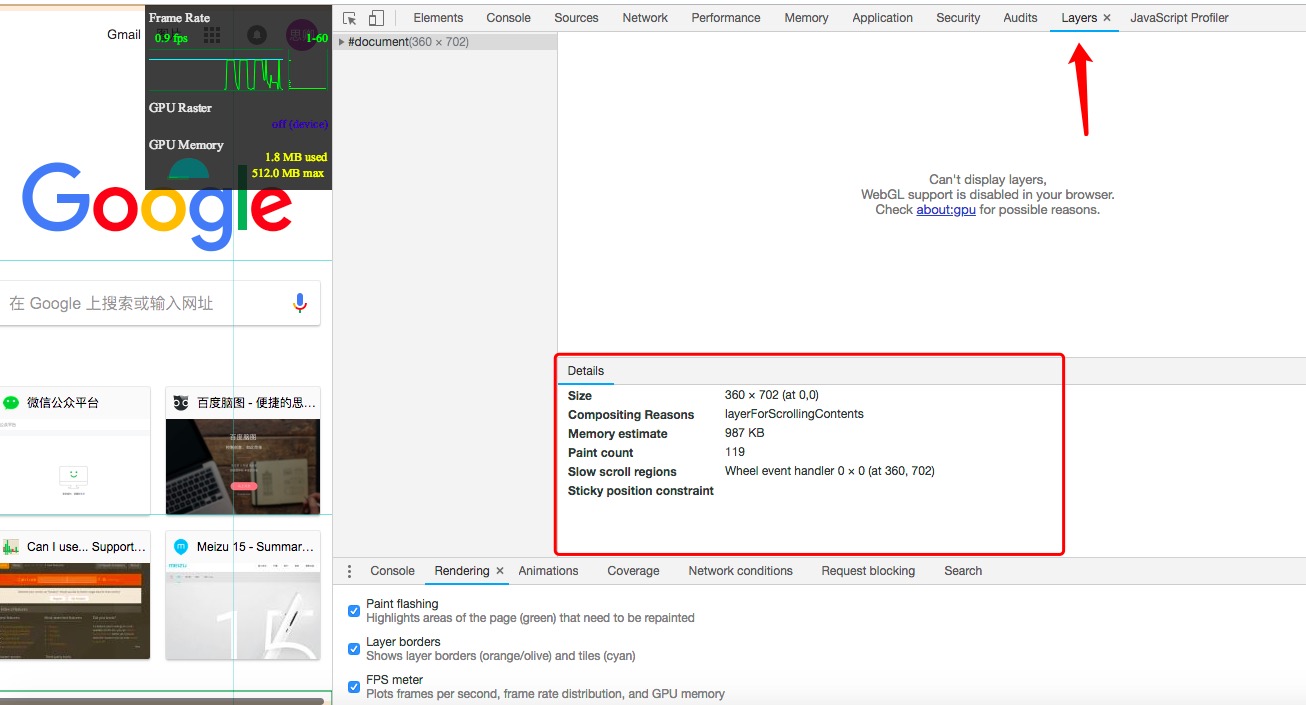 Gmail
Frame Rate
0.9 fps
1-60
GPU Raster
off (device)
GPU Memory
1.8 MB used
512.0 MB max
Google
在 Google 上搜索或输入网址
微信公众平台
百度脑图 - 便捷的思…
百度脑图
Can I use... Support…
Meizu 15 - Summar…
MEIZU
15
Elements
Console
Sources
Network
Performance
Memory
Application
Security
Audits
Layers ×
JavaScript Profiler
#document(360 × 702)
Can't display layers,
WebGL support is disabled in your browser.
Check about:gpu for possible reasons.
Details
Size 360 × 702 (at 0,0)
Compositing Reasons layerForScrollingContents
Memory estimate 987 KB
Paint count 119
Slow scroll regions Wheel event handler 0 × 0 (at 360, 702)
Sticky position constraint
Console
Rendering ×
Animations
Coverage
Network conditions
Request blocking
Search
Paint flashing
Highlights areas of the page (green) that need to be repainted
Layer borders
Shows layer borders (orange/olive) and tiles (cyan)
FPS meter
Plots frames per second, frame rate distribution, and GPU memory